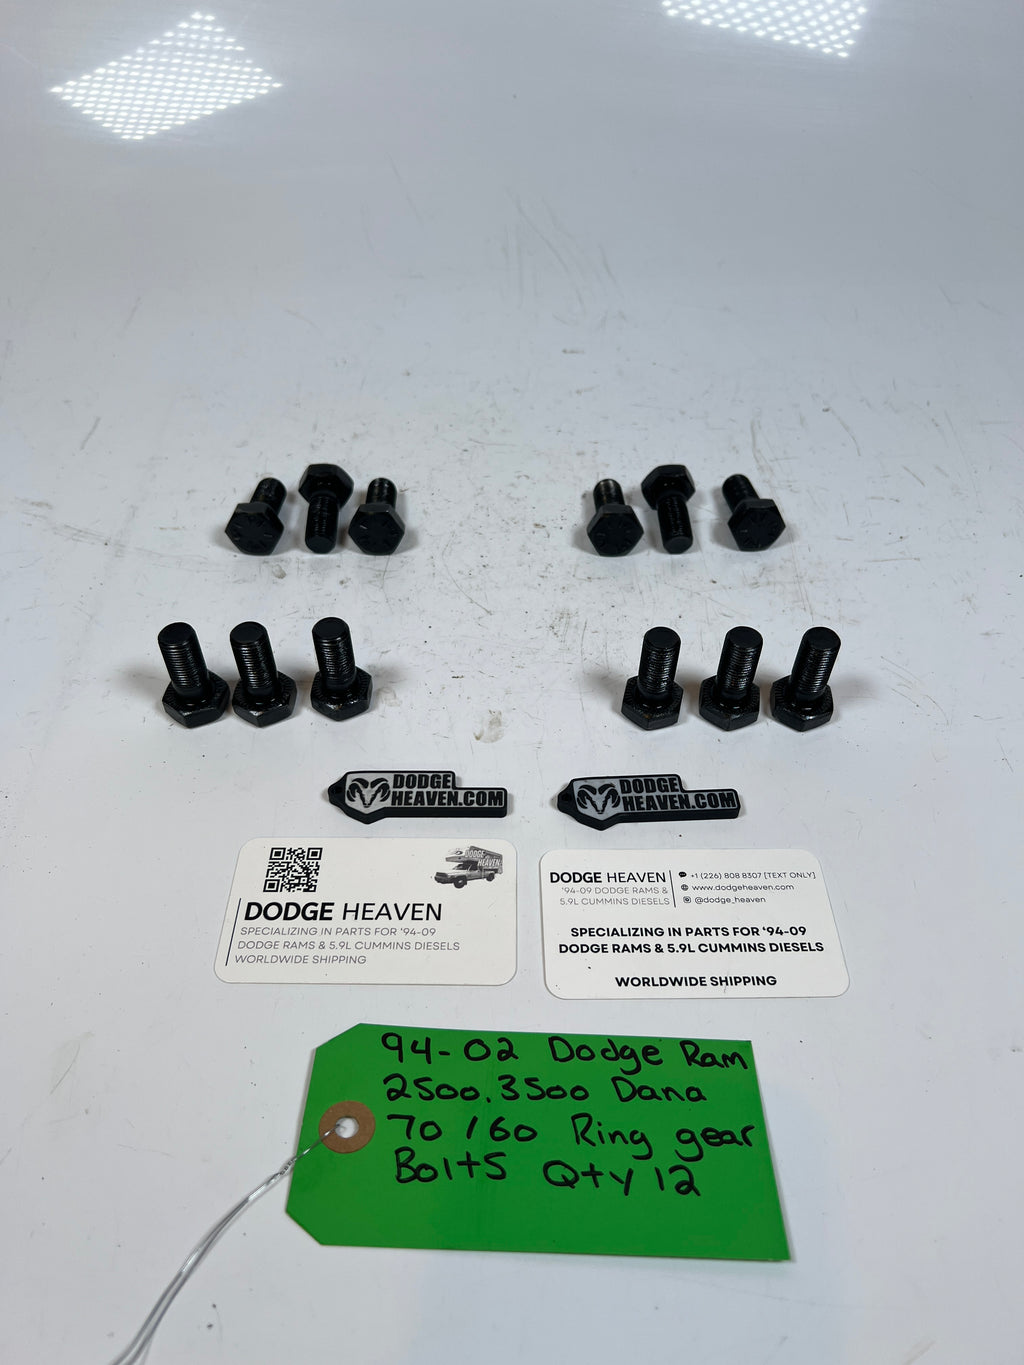 DODGE
HEAVEN.COM
DODGE
HEAVEN.COM
DODGE
HEAVEN
DODGE HEAVEN
SPECIALIZING IN PARTS FOR '94-09
DODGE RAMS & 5.9L CUMMINS DIESELS
WORLDWIDE SHIPPING
DODGE HEAVEN
'94-09 DODGE RAMS &
5.9L CUMMINS DIESELS
+1 (226) 808 8307 [TEXT ONLY]
www.dodgeheaven.com
@dodge_heaven
SPECIALIZING IN PARTS FOR '94-09
DODGE RAMS & 5.9L CUMMINS DIESELS
WORLDWIDE SHIPPING
94-02 Dodge Ram
2500.3500 Dana
70/60 Ring gear
Bolts Qty 12